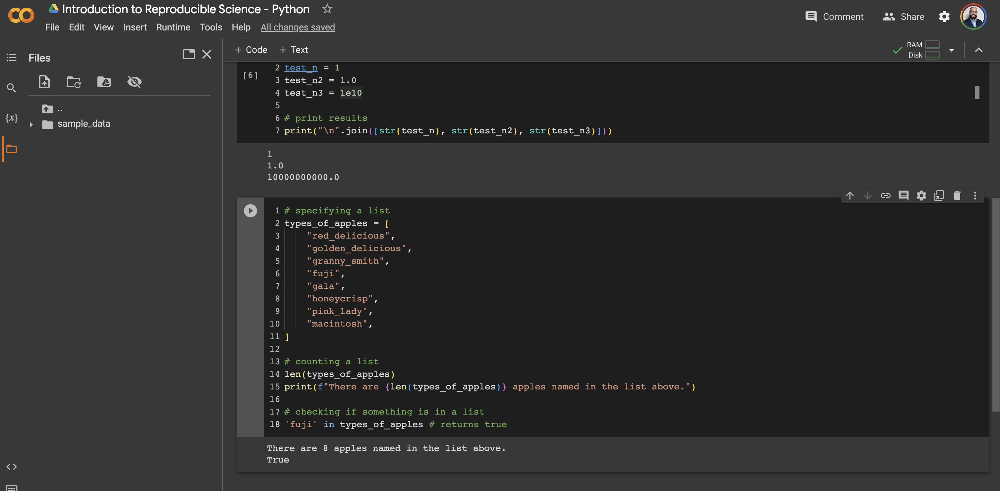 Introduction to Reproducible Science - Python
File Edit View Insert Runtime Tools Help All changes saved
Comment Share
Files
+ Code + Text
RAM
Disk
..
sample_data
{x}
[6]
2 test_n = 1
3 test_n2 = 1.0
4 test_n3 = 1e10
5
6 # print results
7 print("\n".join([str(test_n), str(test_n2), str(test_n3)]))
1
1.0
10000000000.0
1 # specifying a list
2 types_of_apples = [
3 "red_delicious",
4 "golden_delicious",
5 "granny_smith",
6 "fuji",
7 "gala",
8 "honeycrisp",
9 "pink_lady",
10 "macintosh",
11 ]
12
13 # counting a list
14 len(types_of_apples)
15 print(f"There are {len(types_of_apples)} apples named in the list above.")
16
17 # checking if something is in a list
18 'fuji' in types_of_apples # returns true
There are 8 apples named in the list above.
True